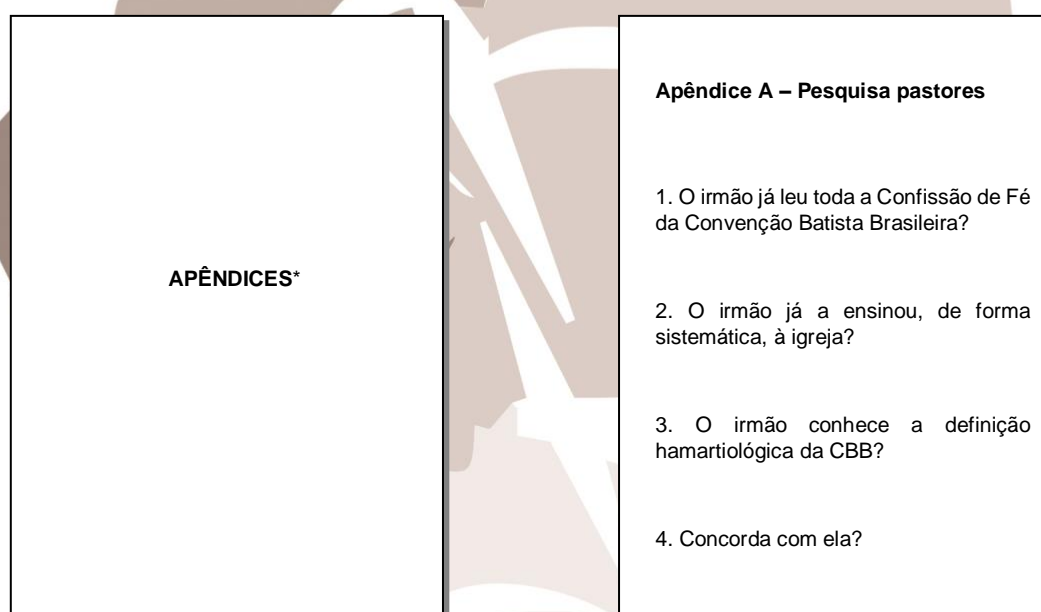 APÊNDICES*
Apêndice A – Pesquisa pastores
1. O irmão já leu toda a Confissão de Fé
da Convenção Batista Brasileira?
2. O irmão já a ensinou, de forma
sistemática, à igreja?
3. O irmão conhece a definição
hamartiológica da CBB?
4. Concorda com ela?